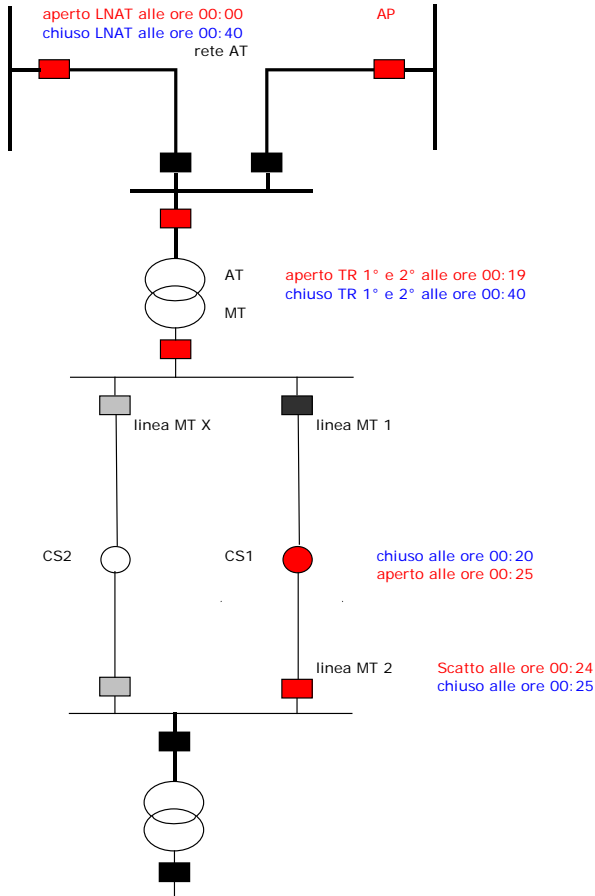 aperto LNAT alle ore 00:00
AP
chiuso LNAT alle ore 00:40
rete AT
AT
aperto TR 1° e 2° alle ore 00:19
chiuso TR 1° e 2° alle ore 00:40
MT
linea MT X
linea MT 1
CS2
CS1
chiuso alle ore 00:20
aperto alle ore 00:25
linea MT 2
Scatto alle ore 00:24
chiuso alle ore 00:25